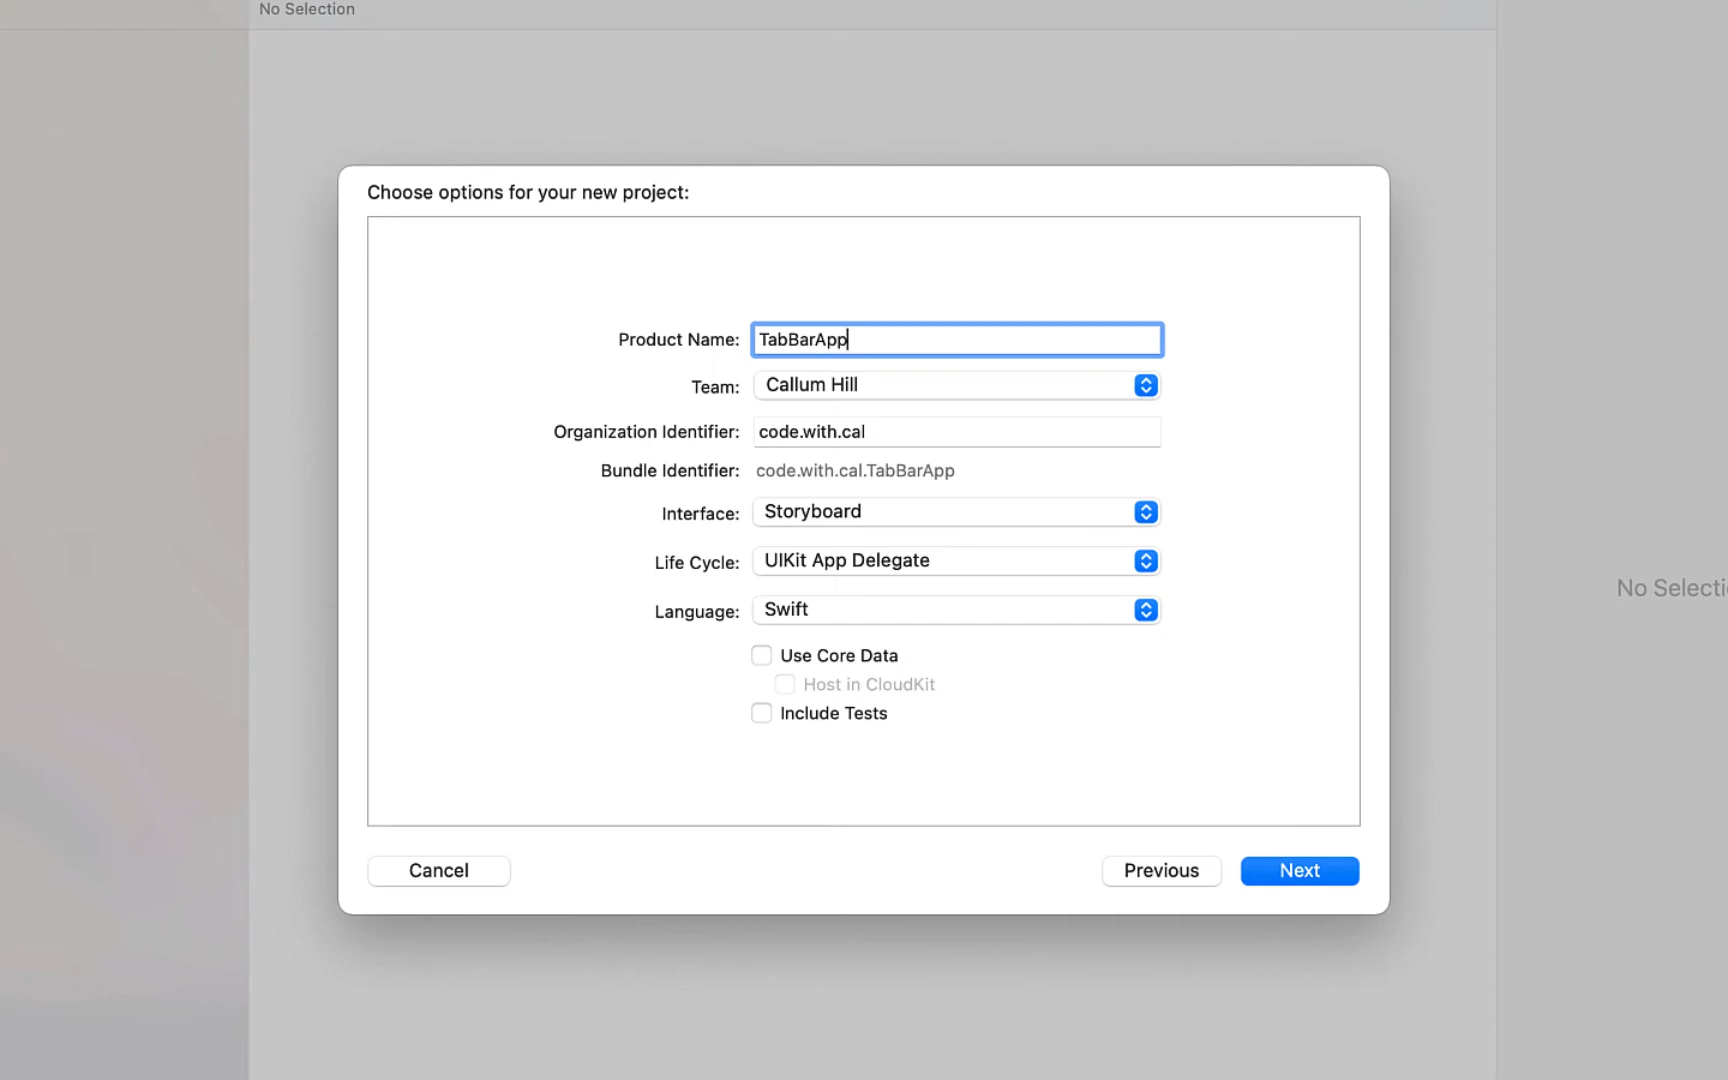 No Selection
Choose options for your new project:
Product Name: TabBarApp
Team: Callum Hill
Organization Identifier: code.with.cal
Bundle Identifier: code.with.cal.TabBarApp
Interface: Storyboard
Life Cycle: UIKit App Delegate
No Selecti
Language: Swift
Use Core Data
Host in CloudKit
Include Tests
Cancel Previous Next